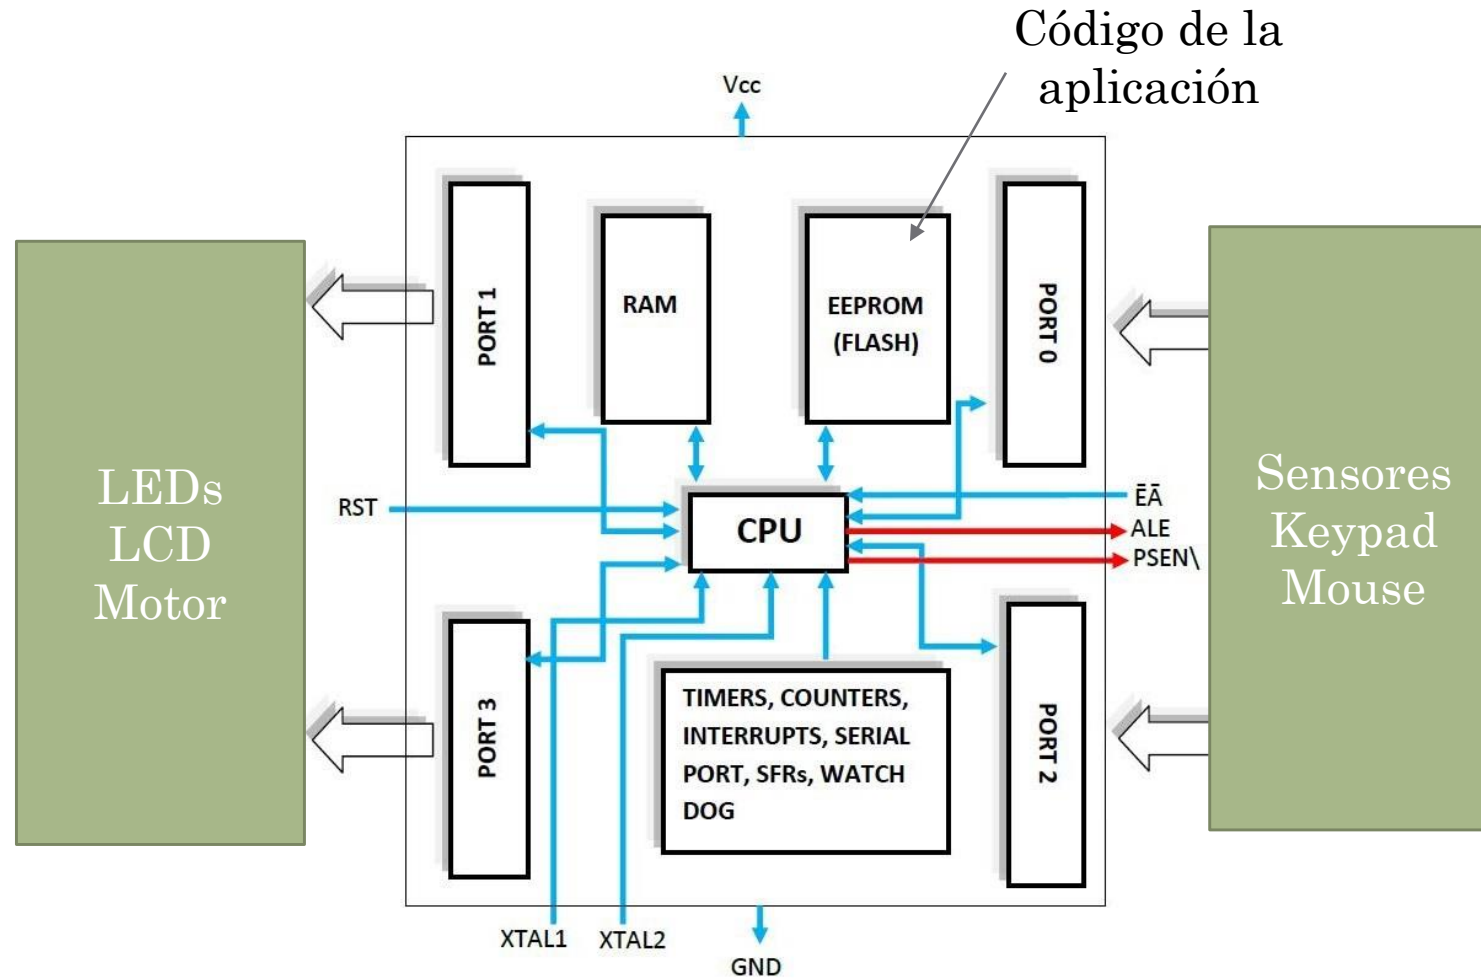 Código de la
aplicación
Vcc
PORT 1
RAM
EEPROM
(FLASH)
PORT 0
LEDs
LCD
Motor
Sensores
Keypad
Mouse
RST
CPU
ĒĀ
ALE
PSEN\
PORT 3
TIMERS, COUNTERS,
INTERRUPTS, SERIAL
PORT, SFRs, WATCH
DOG
PORT 2
XTAL1
XTAL2
GND